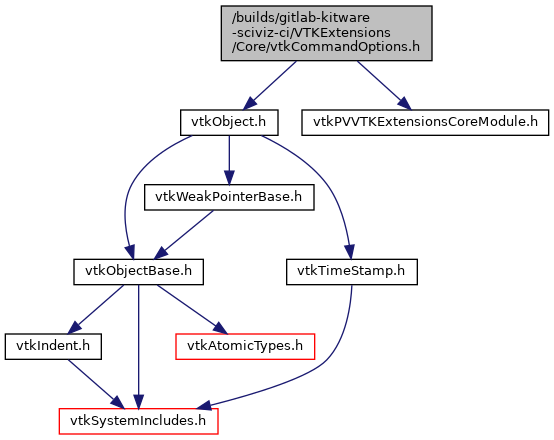 /builds/gitlab-kitware
-sciviz-ci/VTKExtensions
/Core/vtkCommandOptions.h
vtkObject.h
vtkPVVTKExtensionsCoreModule.h
vtkWeakPointerBase.h
vtkObjectBase.h
vtkTimeStamp.h
vtkIndent.h
vtkAtomicTypes.h
vtkSystemIncludes.h